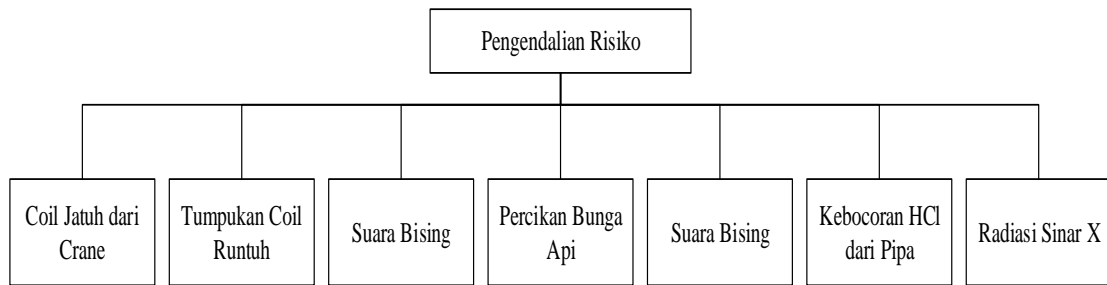 Pengendalian Risiko
Coil Jatuh dari
Crane
Tumpukan Coil
Runtuh
Suara Bising
Percikan Bunga
Api
Suara Bising
Kebocoran HCl
dari Pipa
Radiasi Sinar X